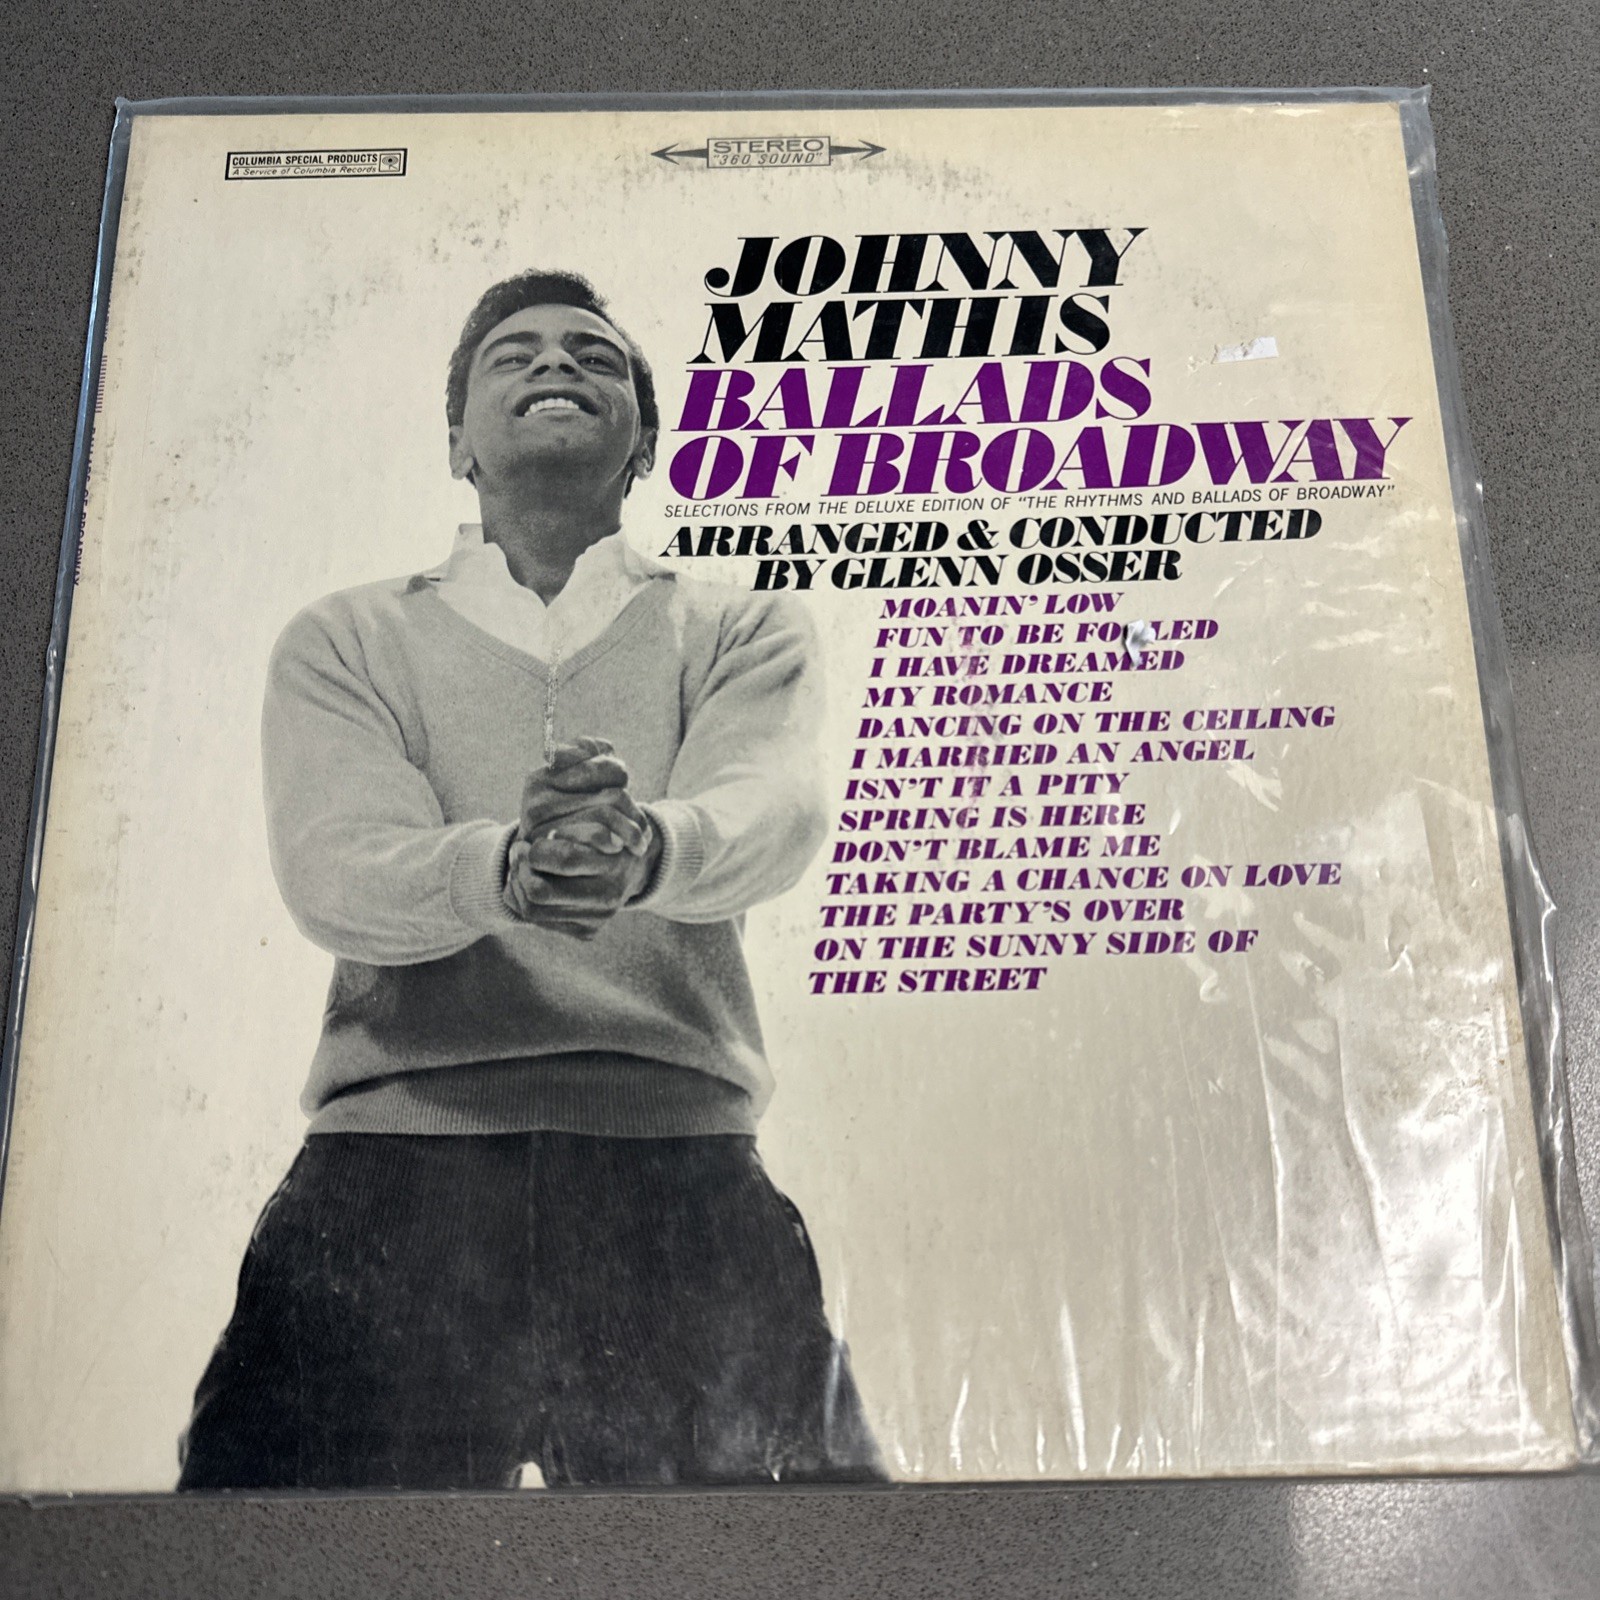 COLUMBIA SPECIAL PRODUCTS
A Service of Columbia Records
STEREO
"360 SOUND"
JOHNNY
MATHIS
BALLADS
OF BROADWAY
SELECTIONS FROM THE DELUXE EDITION OF "THE RHYTHMS AND BALLADS OF BROADWAY"
ARRANGED & CONDUCTED
BY GLENN OSSER
MOANIN' LOW
FUN TO BE FOOLED
I HAVE DREAMED
MY ROMANCE
DANCING ON THE CEILING
I MARRIED AN ANGEL
ISN'T IT A PITY
SPRING IS HERE
DON'T BLAME ME
TAKING A CHANCE ON LOVE
THE PARTY'S OVER
ON THE SUNNY SIDE OF
THE STREET